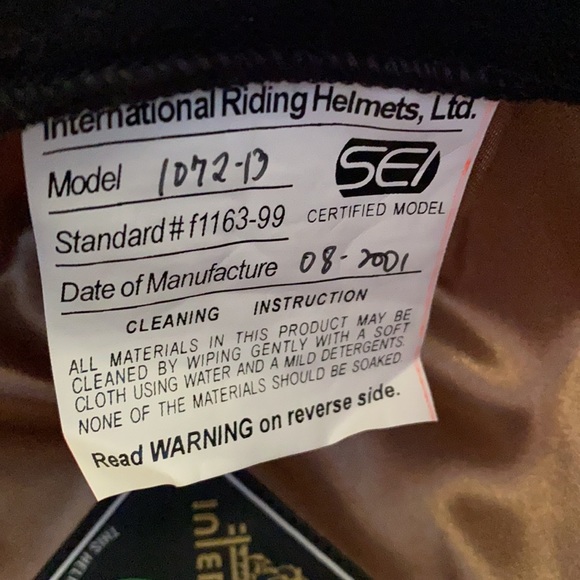 International Riding Helmets, Ltd.
Model 1072-13
SEI
Standard # f1163-99
CERTIFIED MODEL
Date of Manufacture 08-2001
CLEANING INSTRUCTION
ALL MATERIALS IN THIS PRODUCT MAY BE
CLEANED BY WIPING GENTLY WITH A SOFT
CLOTH USING WATER AND A MILD DETERGENTS.
NONE OF THE MATERIALS SHOULD BE SOAKED
Read WARNING on reverse side.
THIS